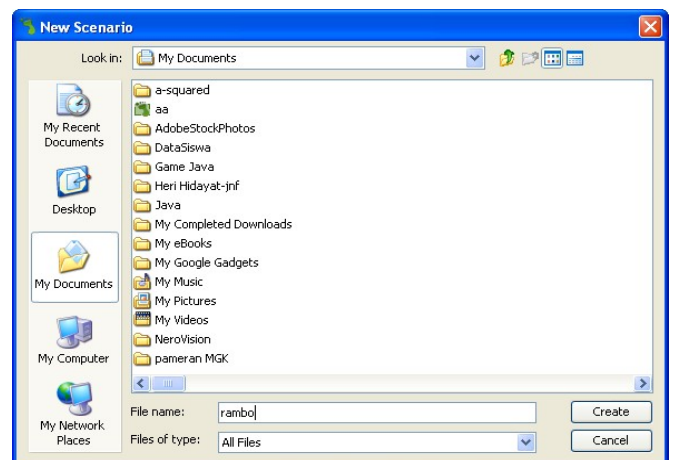 New Scenario
Look in: My Documents
My Recent
Documents
Desktop
My Documents
My Computer
My Network
Places
a-squared
aa
AdobeStockPhotos
DataSiswa
Game Java
Heri Hidayat-jnf
Java
My Completed Downloads
My eBooks
My Google Gadgets
My Music
My Pictures
My Videos
NeroVision
pameran MGK
File name: rambo Create
Files of type: All Files Cancel